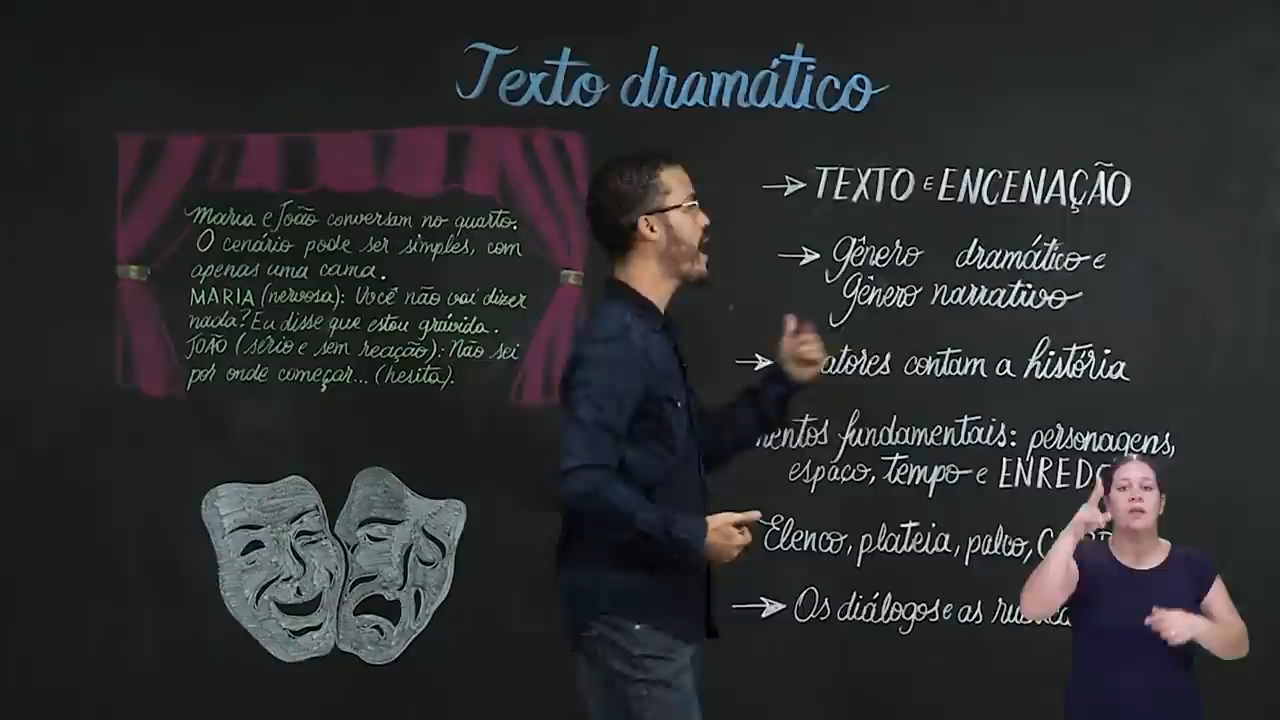 Texto dramático
Maria e João conversam no quarto.
O cenário pode ser simples, com
apenas uma cama.
MARIA (nervosa): Você não vai dizer
nada? Eu disse que estou grávida.
JOÃO (sério e sem reação): Não sei
por onde começar... (hesita).
→ TEXTO E ENCENAÇÃO
→ Gênero dramático e
Gênero narrativo
→ atores contam a história
fundamentais: personagens,
espaço, tempo e ENREDO
Elenco, plateia, palco,
→ Os diálogos e as